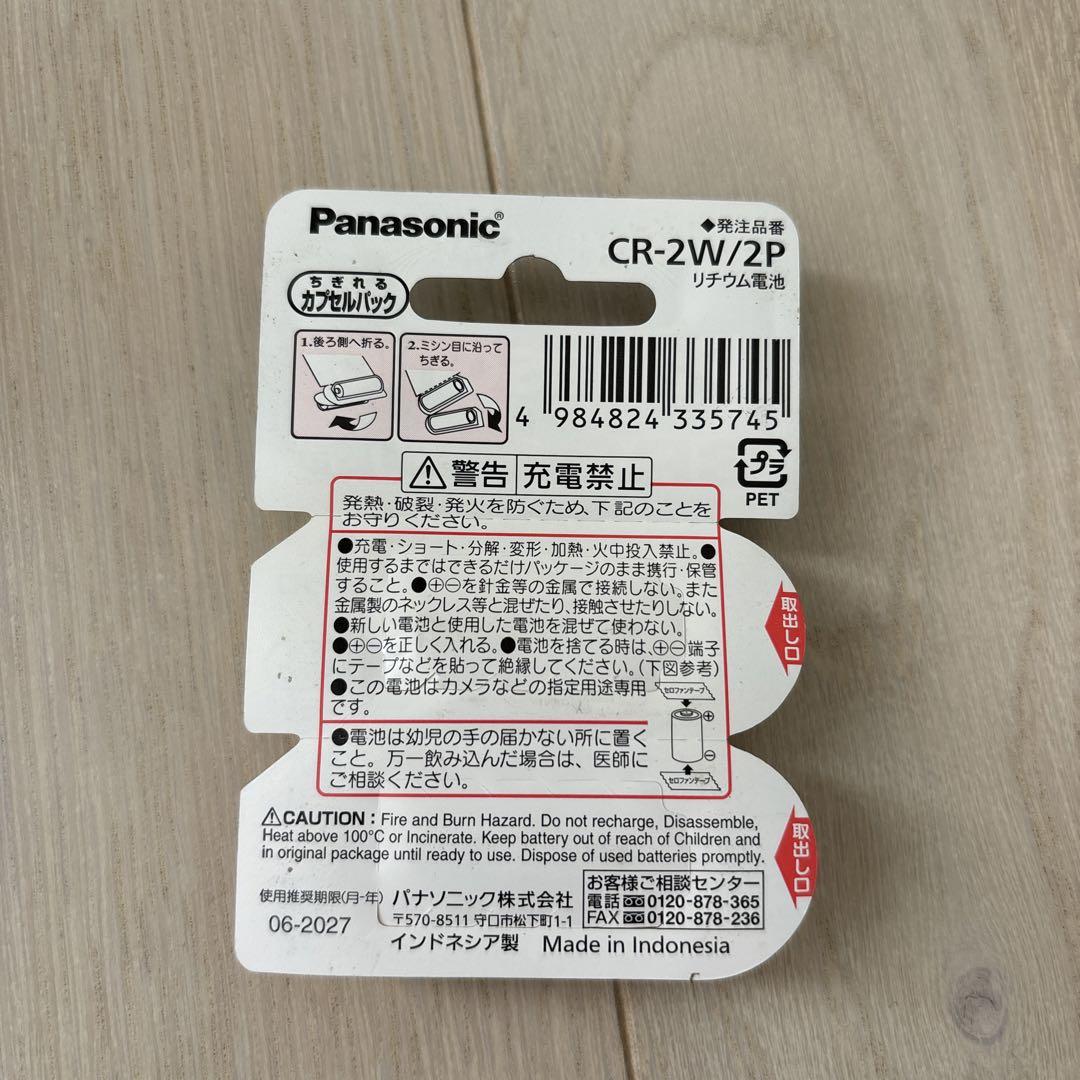 Panasonic®
◆発注品番
CR-2W/2P
リチウム電池
ちぎれる
カプセルパック
1.後ろ側へ折る。
2.ミシン目に沿って
ちぎる。
4 984824 335745
プラ
PET
⚠警告 充電禁止
発熱・破裂・発火を防ぐため、下記のことを
お守りください。
●充電・ショート・分解・変形・加熱・火中投入禁止。●
使用するまではできるだけパッケージのまま携行・保管
すること。●⊕⊖を針金等の金属で接続しない。また
金属製のネックレス等と混ぜたり、接触させたりしない。
●新しい電池と使用した電池を混ぜて使わない。
●⊕⊖を正しく入れる。●電池を捨てる時は、⊕⊖端子
にテープなどを貼って絶縁してください。(下図参考)
●この電池はカメラなどの指定用途専用
です。
セロファンテープ
⊕
⊖
セロファンテープ
●電池は幼児の手の届かない所に置く
こと。万一飲み込んだ場合は、医師に
ご相談ください。
取出し口
取出し口
⚠CAUTION : Fire and Burn Hazard. Do not recharge, Disassemble,
Heat above 100°C or Incinerate. Keep battery out of reach of Children and
in original package until ready to use. Dispose of used batteries promptly.
使用推奨期限(月-年)
06-2027
パナソニック株式会社
〒570-8511 守口市松下町1-1
インドネシア製 Made in Indonesia
お客様ご相談センター
電話 0120-878-365
FAX 0120-878-236